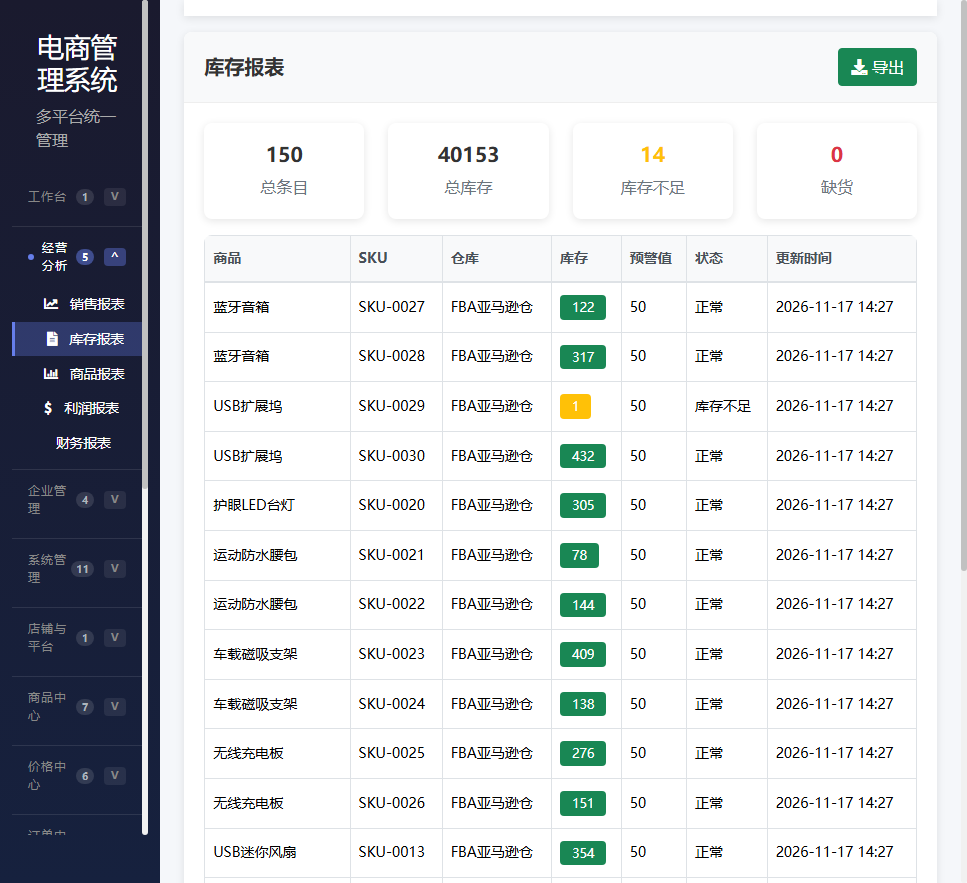 电商管
理系统
多平台统一
管理
工作台 1 V
经营
分析 5 ^
销售报表
库存报表
商品报表
$ 利润报表
财务报表
企业管
理 4 V
系统管
理 11 V
店铺与
平台 1 V
商品中
心 7 V
价格中
心 6 V
库存报表
导出
150 40153 14 0
总条目 总库存 库存不足 缺货
商品 SKU 仓库 库存 预警值 状态 更新时间
蓝牙音箱 SKU-0027 FBA亚马逊仓 122 50 正常 2026-11-17 14:27
蓝牙音箱 SKU-0028 FBA亚马逊仓 317 50 正常 2026-11-17 14:27
USB扩展坞 SKU-0029 FBA亚马逊仓 1 50 库存不足 2026-11-17 14:27
USB扩展坞 SKU-0030 FBA亚马逊仓 432 50 正常 2026-11-17 14:27
护眼LED台灯 SKU-0020 FBA亚马逊仓 305 50 正常 2026-11-17 14:27
运动防水腰包 SKU-0021 FBA亚马逊仓 78 50 正常 2026-11-17 14:27
运动防水腰包 SKU-0022 FBA亚马逊仓 144 50 正常 2026-11-17 14:27
车载磁吸支架 SKU-0023 FBA亚马逊仓 409 50 正常 2026-11-17 14:27
车载磁吸支架 SKU-0024 FBA亚马逊仓 138 50 正常 2026-11-17 14:27
无线充电板 SKU-0025 FBA亚马逊仓 276 50 正常 2026-11-17 14:27
无线充电板 SKU-0026 FBA亚马逊仓 151 50 正常 2026-11-17 14:27
USB迷你风扇 SKU-0013 FBA亚马逊仓 354 50 正常 2026-11-17 14:27